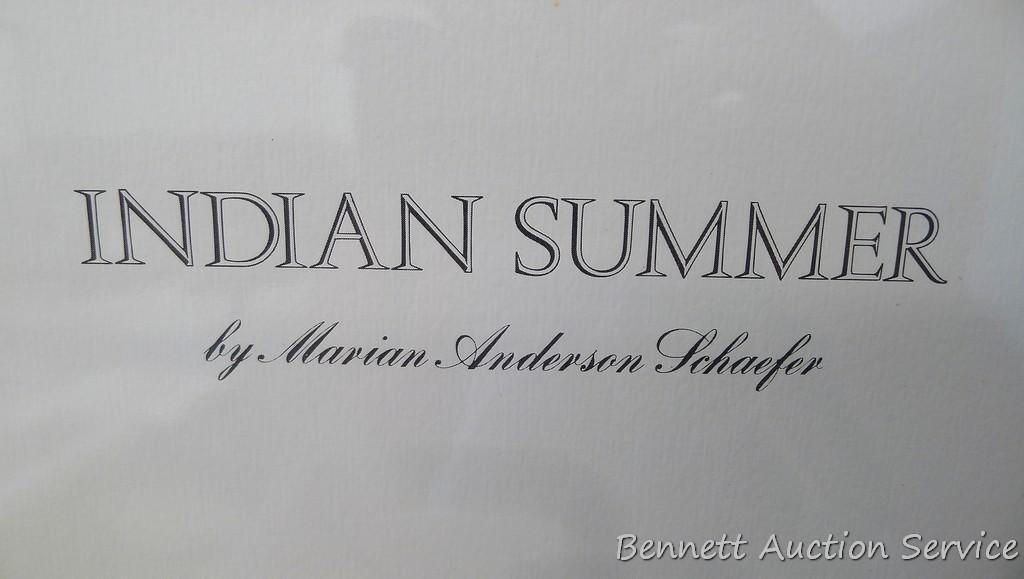 INDIAN SUMMER
by Marian Anderson Schaefer
Bennett Auction Service